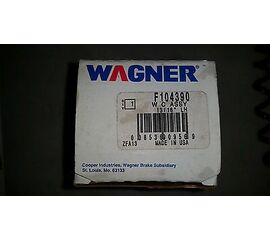 WAGNER
F104390
1
W C ASSY
13/16" LH
ZFA13
MADE IN USA
Cooper Industries, Wagner Brake Subsidiary
St. Louis, Mo. 63133